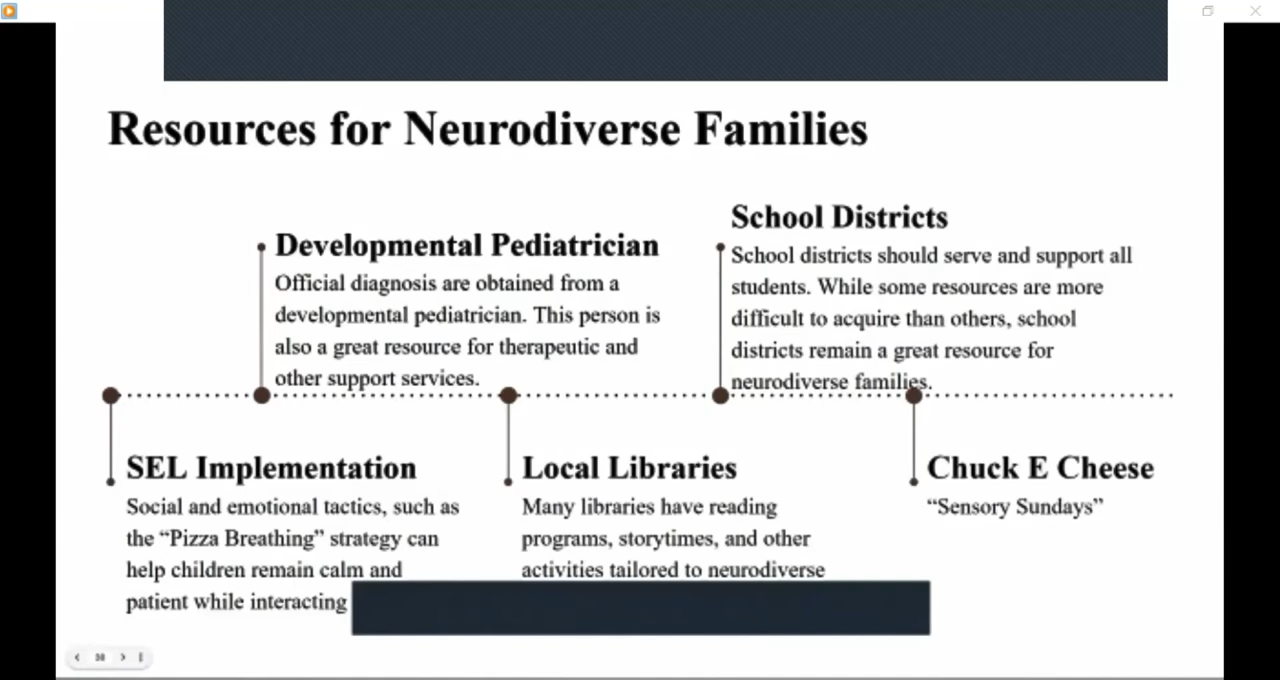 Resources for Neurodiverse Families
Developmental Pediatrician
Official diagnosis are obtained from a
developmental pediatrician. This person is
also a great resource for therapeutic and
other support services.
School Districts
School districts should serve and support all
students. While some resources are more
difficult to acquire than others, school
districts remain a great resource for
neurodiverse families.
SEL Implementation
Social and emotional tactics, such as
the “Pizza Breathing” strategy can
help children remain calm and
patient while interacting
Local Libraries
Many libraries have reading
programs, storytimes, and other
activities tailored to neurodiverse
Chuck E Cheese
“Sensory Sundays”